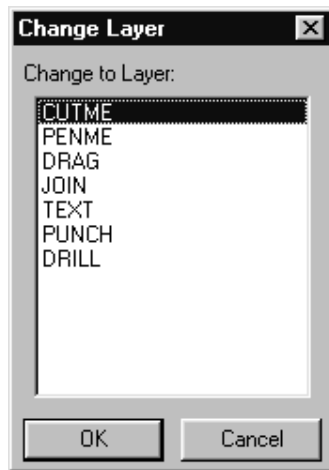 Change Layer
Change to Layer:
CUTME
PENME
DRAG
JOIN
TEXT
PUNCH
DRILL
OK Cancel